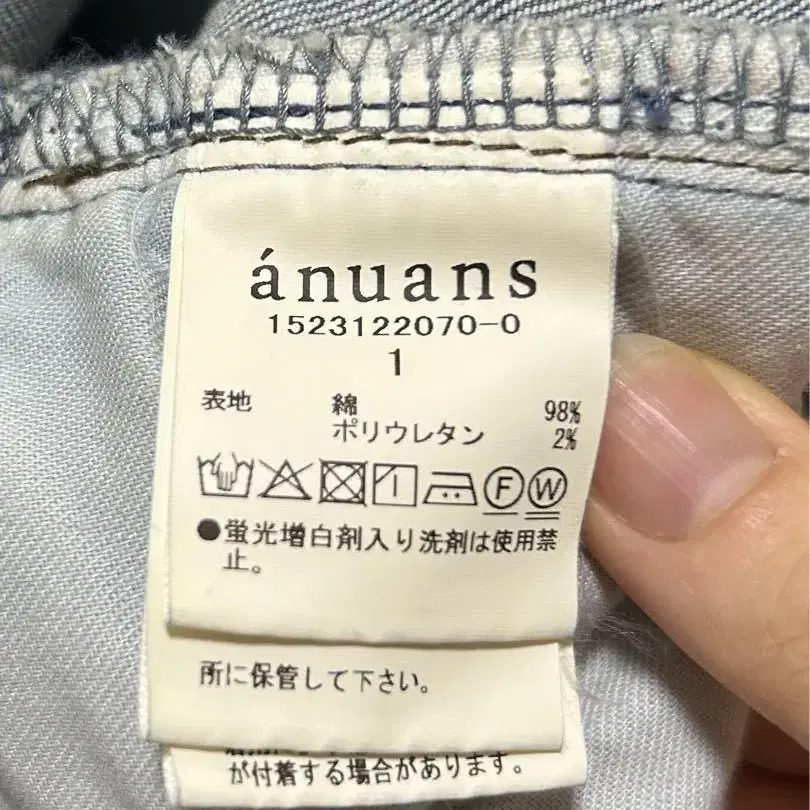 ánuans
1523122070-0
1
表地 綿 98%
ポリウレタン 2%
F W
●蛍光増白剤入り洗剤は使用禁
止。
所に保管して下さい。
が付着する場合があります。